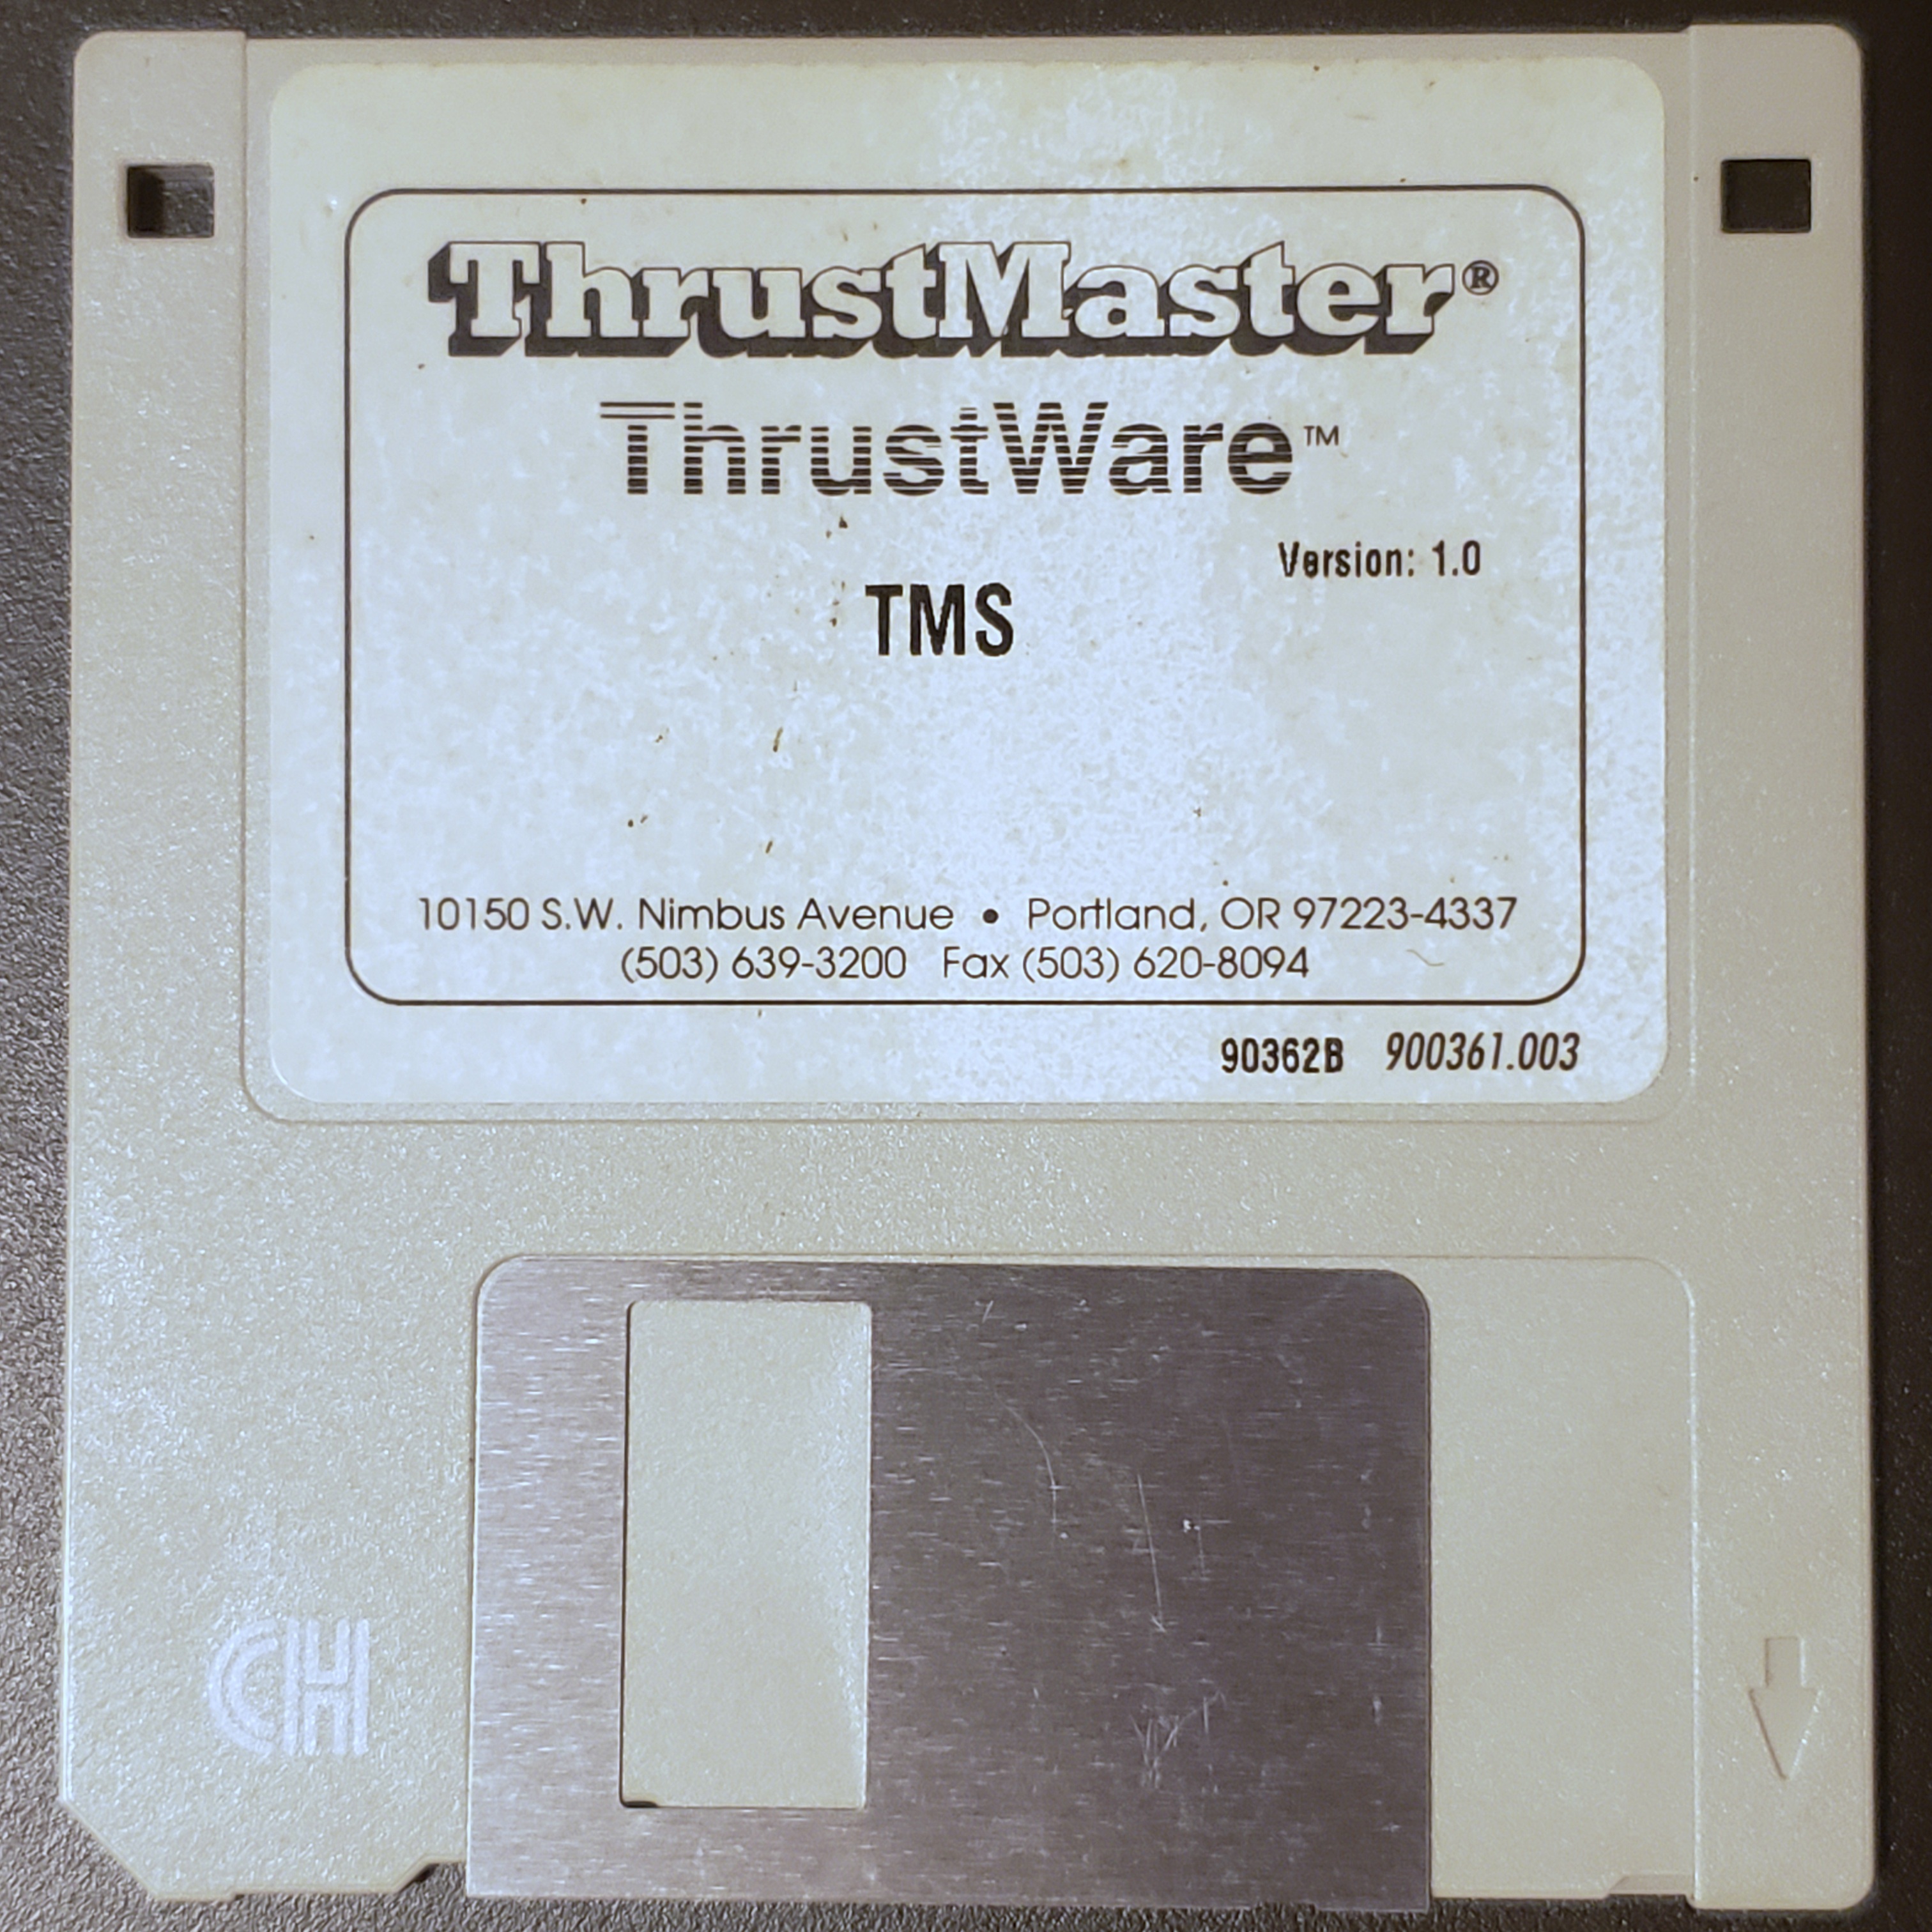 ThrustMaster®
ThrustWare™
Version: 1.0
TMS
10150 S.W. Nimbus Avenue • Portland, OR 97223-4337
(503) 639-3200 Fax (503) 620-8094
90362B 900361.003
CH